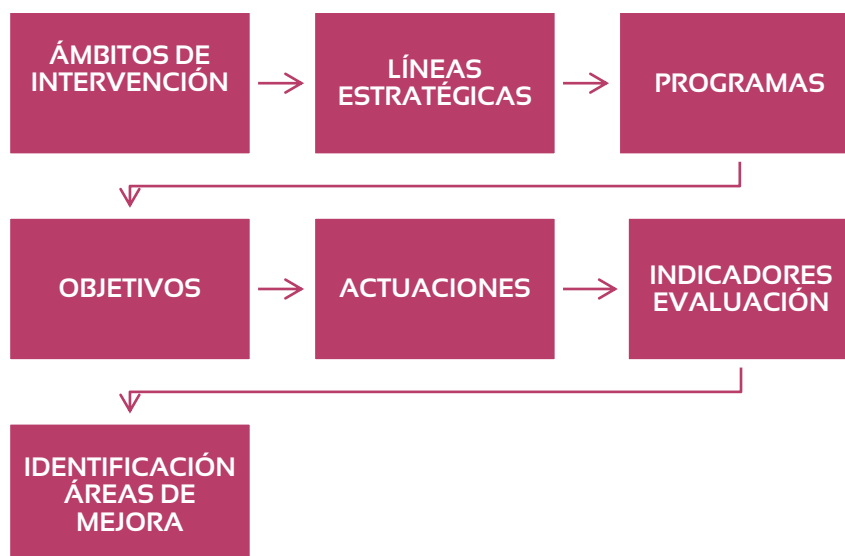 ÁMBITOS DE
INTERVENCIÓN
LÍNEAS
ESTRATÉGICAS
PROGRAMAS
OBJETIVOS
ACTUACIONES
INDICADORES
EVALUACIÓN
IDENTIFICACIÓN
ÁREAS DE
MEJORA